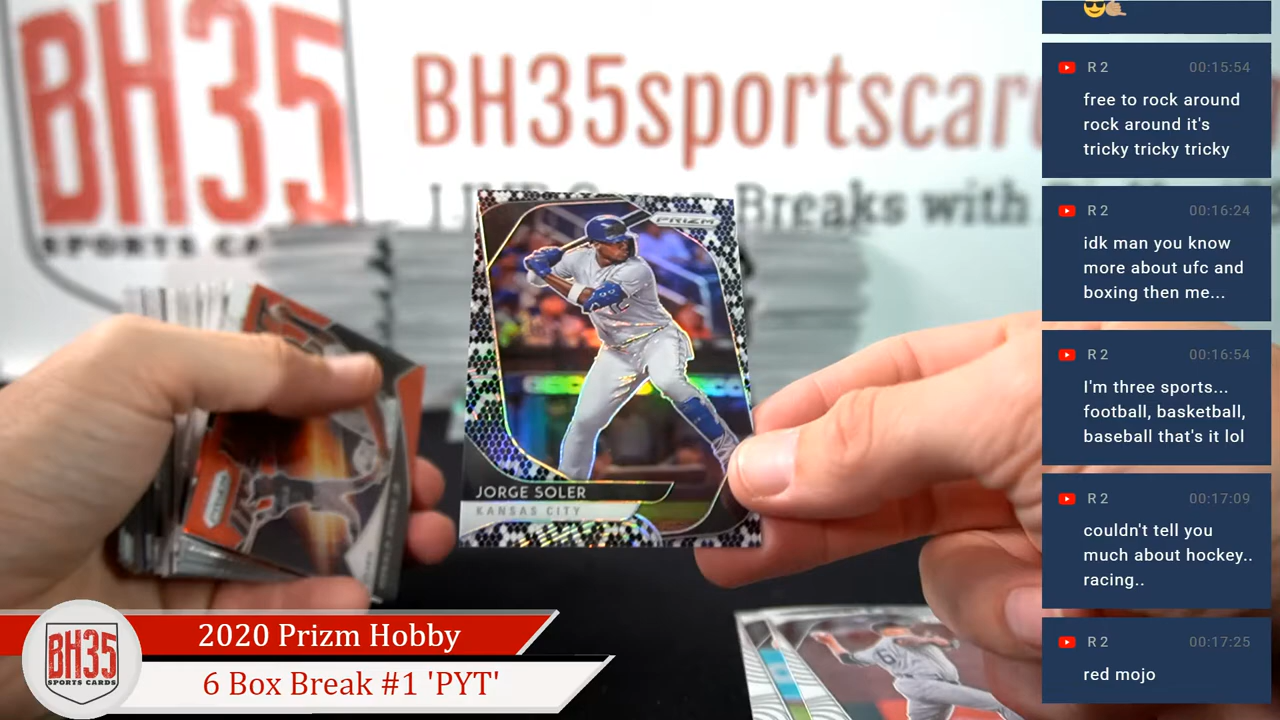 BH35
SPORTS CA
BH35sportscar
Breaks with
PRIZM
JORGE SOLER
KANSAS CITY
2020 Prizm Hobby
6 Box Break #1 'PYT'
BH35
SPORTS CARDS
R 2 00:15:54
free to rock around
rock around it's
tricky tricky tricky
R 2 00:16:24
idk man you know
more about ufc and
boxing then me...
R 2 00:16:54
I'm three sports...
football, basketball,
baseball that's it lol
R 2 00:17:09
couldn't tell you
much about hockey..
racing..
R 2 00:17:25
red mojo